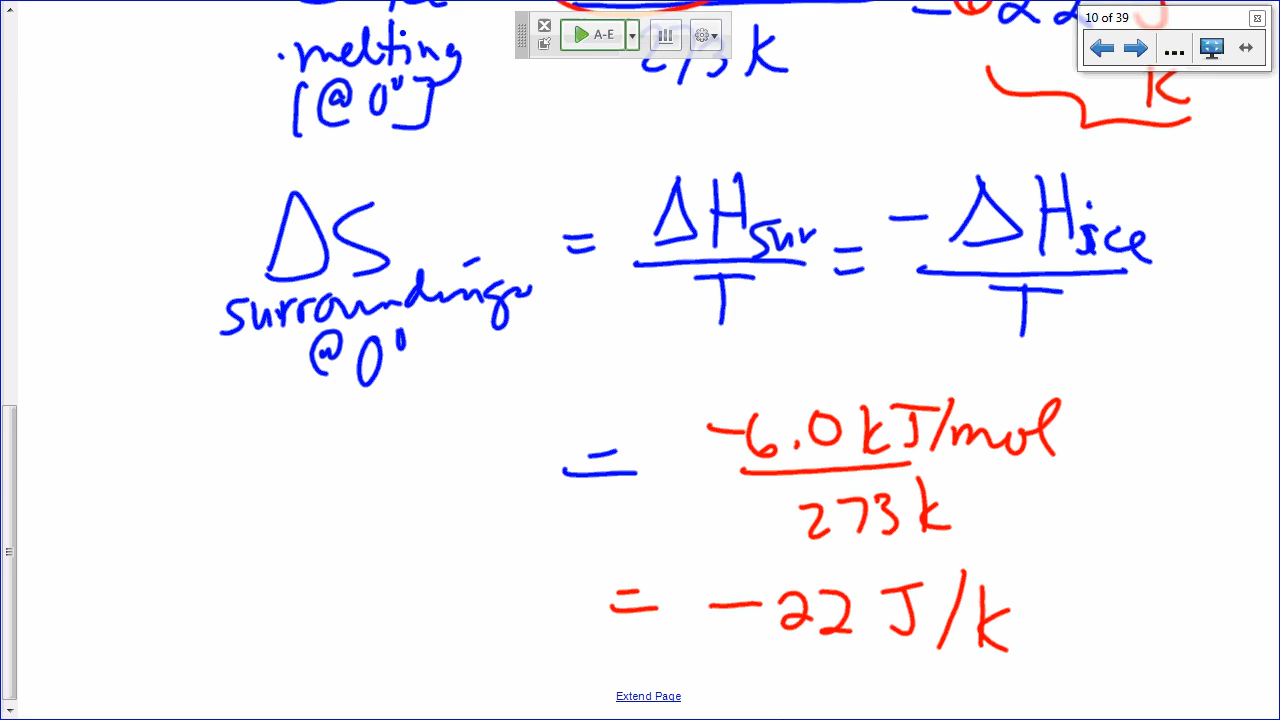 10 of 39
A-E
melting
[@ 0°]
273 K
J
K
ΔS surroundings @ 0° = ΔH sur / T = - ΔH ice / T
= -6.0 kJ/mol / 273 K
= -22 J/K
Extend Page